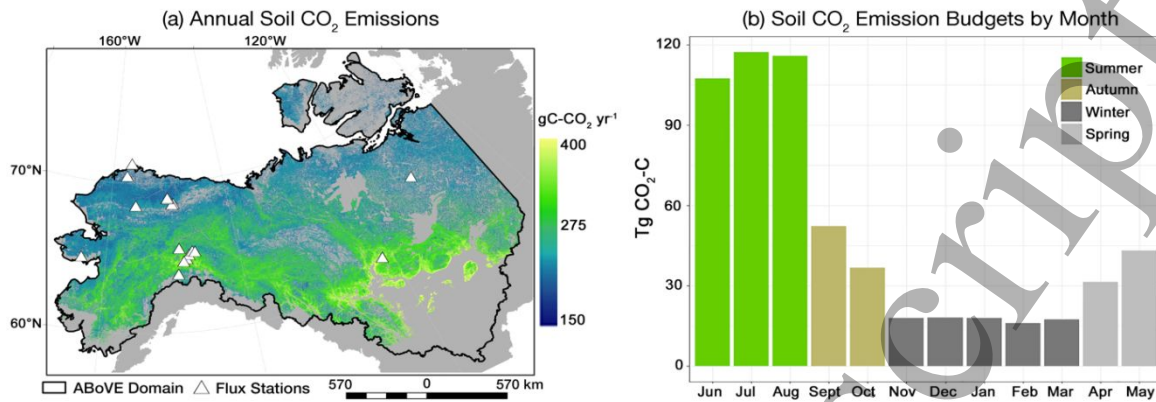 (a) Annual Soil CO₂ Emissions
160°W
120°W
70°N
60°N
gC-CO₂ yr⁻¹
400
275
150
ABoVE Domain
Flux Stations
570
0
570 km
(b) Soil CO₂ Emission Budgets by Month
Tg CO₂-C
120
90
60
30
0
Summer
Autumn
Winter
Spring
Jun Jul Aug Sept Oct Nov Dec Jan Feb Mar Apr May